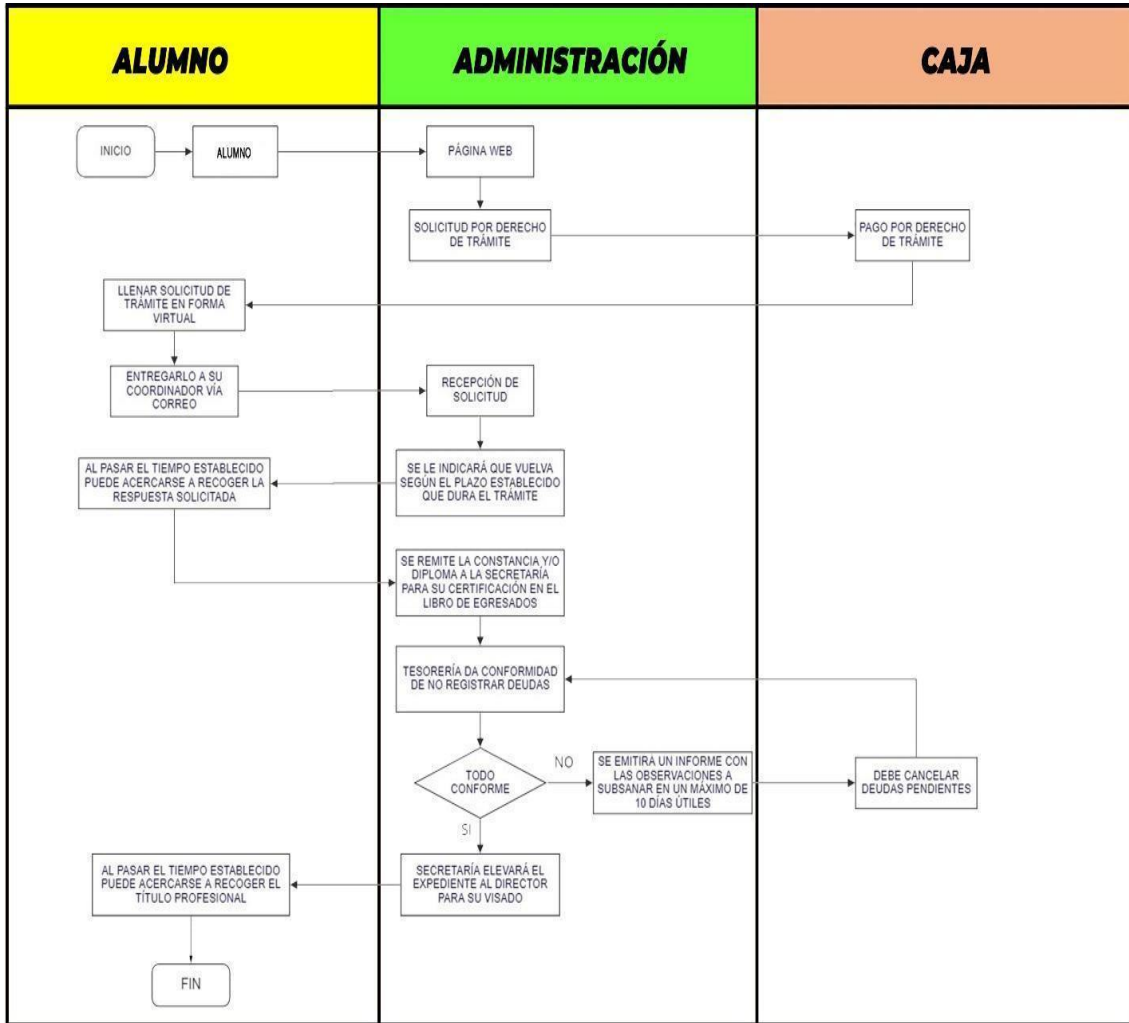 ALUMNO
ADMINISTRACIÓN
CAJA
INICIO
ALUMNO
PÁGINA WEB
SOLICITUD POR DERECHO
DE TRÁMITE
PAGO POR DERECHO
DE TRÁMITE
LLENAR SOLICITUD DE
TRÁMITE EN FORMA
VIRTUAL
ENTREGARLO A SU
COORDINADOR VÍA
CORREO
RECEPCIÓN DE
SOLICITUD
SE LE INDICARÁ QUE VUELVA
SEGÚN EL PLAZO ESTABLECIDO
QUE DURA EL TRÁMITE
AL PASAR EL TIEMPO ESTABLECIDO
PUEDE ACERCARSE A RECOGER LA
RESPUESTA SOLICITADA
SE REMITE LA CONSTANCIA Y/O
DIPLOMA A LA SECRETARÍA
PARA SU CERTIFICACIÓN EN EL
LIBRO DE EGRESADOS
TESORERÍA DA CONFORMIDAD
DE NO REGISTRAR DEUDAS
TODO
CONFORME
NO
SE EMITIRA UN INFORME CON
LAS OBSERVACIONES A
SUBSANAR EN UN MÁXIMO DE
10 DÍAS ÚTILES
DEBE CANCELAR
DEUDAS PENDIENTES
SI
SECRETARÍA ELEVARÁ EL
EXPEDIENTE AL DIRECTOR
PARA SU VISADO
AL PASAR EL TIEMPO ESTABLECIDO
PUEDE ACERCARSE A RECOGER EL
TÍTULO PROFESIONAL
FIN